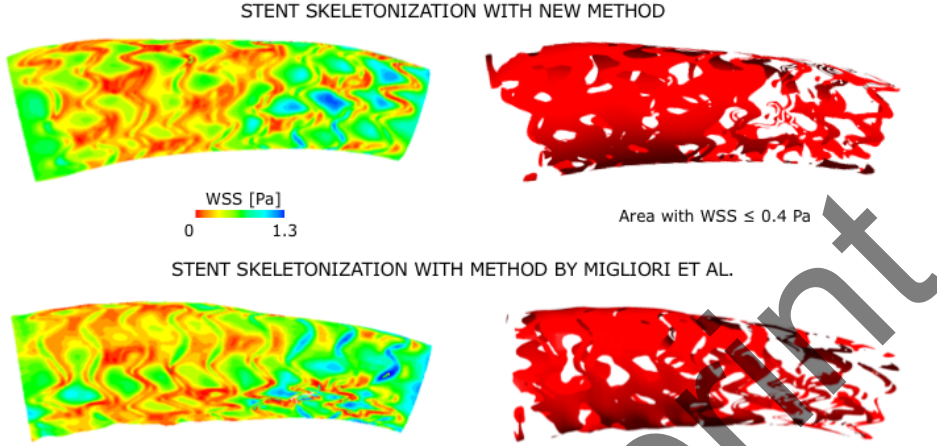 STENT SKELETONIZATION WITH NEW METHOD
WSS [Pa]
0 1.3
Area with WSS ≤ 0.4 Pa
STENT SKELETONIZATION WITH METHOD BY MIGLIORI ET AL.
rint